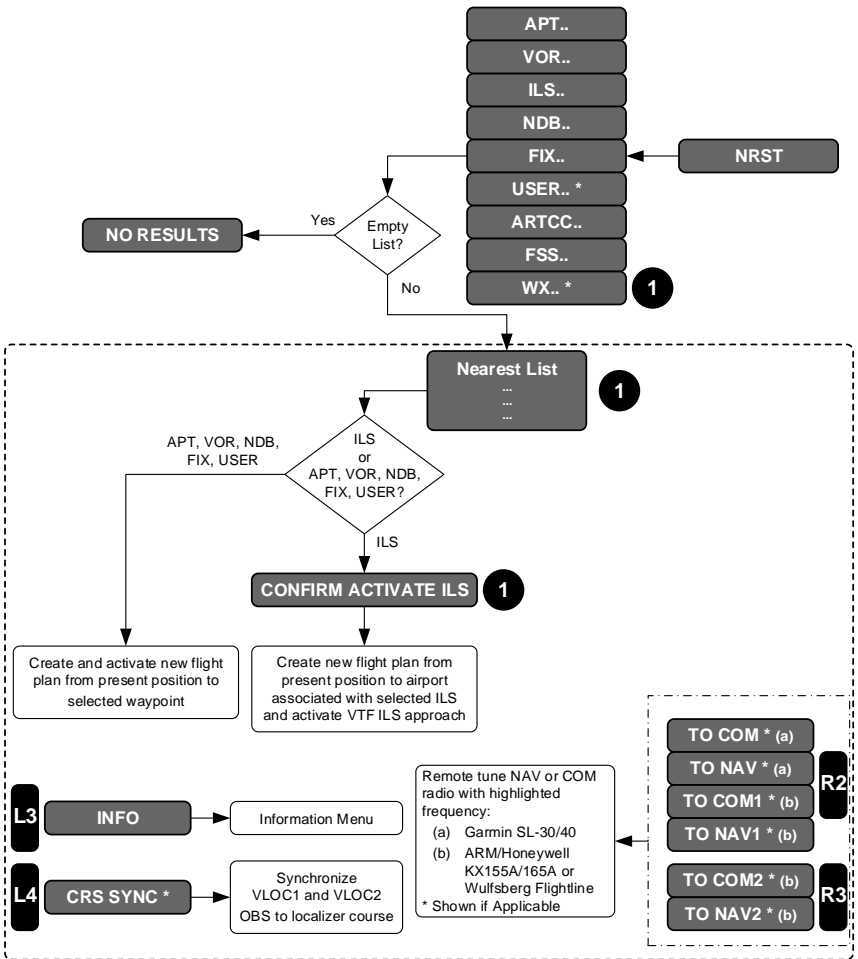 APT..
VOR..
ILS..
NDB..
FIX..
USER.. *
ARTCC..
FSS..
WX.. *
NRST
1
Yes
Empty
List?
NO RESULTS
No
Nearest List
...
...
...
1
APT, VOR, NDB,
FIX, USER
ILS
or
APT, VOR, NDB,
FIX, USER?
ILS
CONFIRM ACTIVATE ILS
1
Create and activate new flight
plan from present position to
selected waypoint
Create new flight plan from
present position to airport
associated with selected ILS
and activate VTF ILS approach
L3
INFO
Information Menu
L4
CRS SYNC *
Synchronize
VLOC1 and VLOC2
OBS to localizer course
Remote tune NAV or COM
radio with highlighted
frequency:
(a) Garmin SL-30/40
(b) ARM/Honeywell
KX155A/165A or
Wulfsberg Flightline
* Shown if Applicable
TO COM * (a)
TO NAV * (a)
TO COM1 * (b)
TO NAV1 * (b)
R2
TO COM2 * (b)
TO NAV2 * (b)
R3